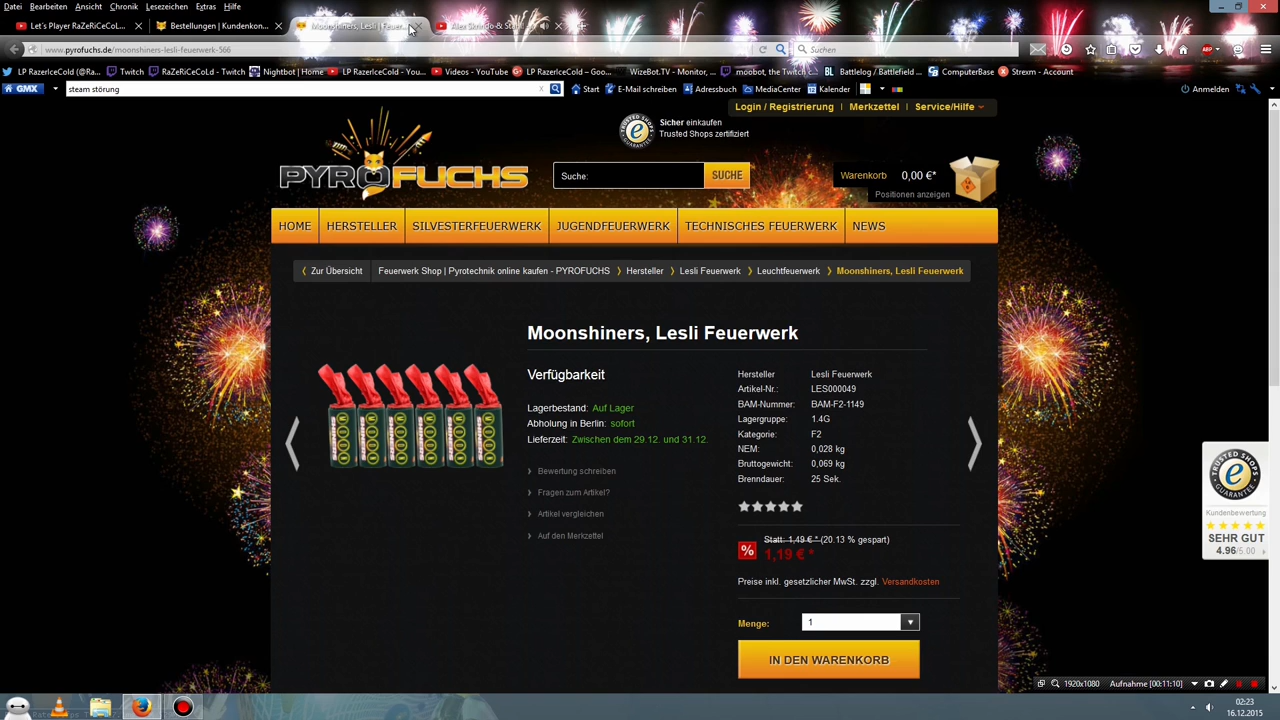 Datei Bearbeiten Ansicht Chronik Lesezeichen Extras Hilfe
Let's Player RaZeRiCeCoL... Bestellungen | Kundenkon... Moonshiners, Lesli | Feuer...
www.pyrofuchs.de/moonshiners-lesli-feuerwerk-566 Suchen
LP RazerIceCold (@Ra... Twitch RaZeRiCeCoLd - Twitch Nightbot | Home LP RazerIceCold - You... Videos - YouTube LP RazerIceCold – Goo... WizeBot.TV - Monitor, ... moobot, the Twitch c... Battlelog / Battlefield ... ComputerBase Strexm - Account
GMX steam störung Start E-Mail schreiben Adressbuch MediaCenter Kalender Anmelden
Login / Registrierung Merkzettel Service/Hilfe
Sicher einkaufen
Trusted Shops zertifiziert
PYROFUCHS
Suche: SUCHE
Warenkorb 0,00 €*
Positionen anzeigen
HOME HERSTELLER SILVESTERFEUERWERK JUGENDFEUERWERK TECHNISCHES FEUERWERK NEWS
Zur Übersicht Feuerwerk Shop | Pyrotechnik online kaufen - PYROFUCHS Hersteller Lesli Feuerwerk Leuchtfeuerwerk Moonshiners, Lesli Feuerwerk
Moonshiners, Lesli Feuerwerk
Verfügbarkeit
Lagerbestand: Auf Lager
Abholung in Berlin: sofort
Lieferzeit: Zwischen dem 29.12. und 31.12.
Bewertung schreiben
Fragen zum Artikel?
Artikel vergleichen
Auf den Merkzettel
Hersteller Lesli Feuerwerk
Artikel-Nr.: LES000049
BAM-Nummer: BAM-F2-1149
Lagergruppe: 1.4G
Kategorie: F2
NEM: 0,028 kg
Bruttogewicht: 0,069 kg
Brenndauer: 25 Sek.
% Statt: 1,49 € * (20.13 % gespart)
1,19 € *
Preise inkl. gesetzlicher MwSt. zzgl. Versandkosten
Menge: 1
IN DEN WARENKORB
Kundenbewertung
SEHR GUT
4.96/5.00
1920x1080 Aufnahme [00:11:10]
02:23
16.12.2015